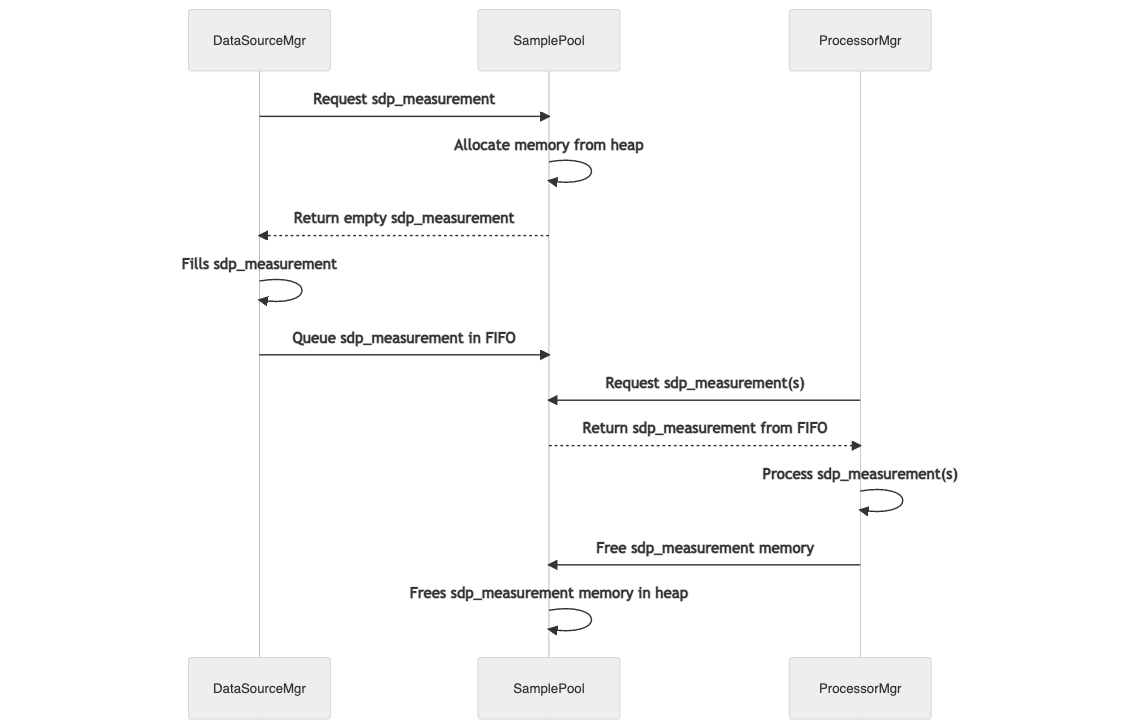 DataSourceMgr
SamplePool
ProcessorMgr
Request sdp_measurement
Allocate memory from heap
Return empty sdp_measurement
Fills sdp_measurement
Queue sdp_measurement in FIFO
Request sdp_measurement(s)
Return sdp_measurement from FIFO
Process sdp_measurement(s)
Free sdp_measurement memory
Frees sdp_measurement memory in heap
DataSourceMgr
SamplePool
ProcessorMgr